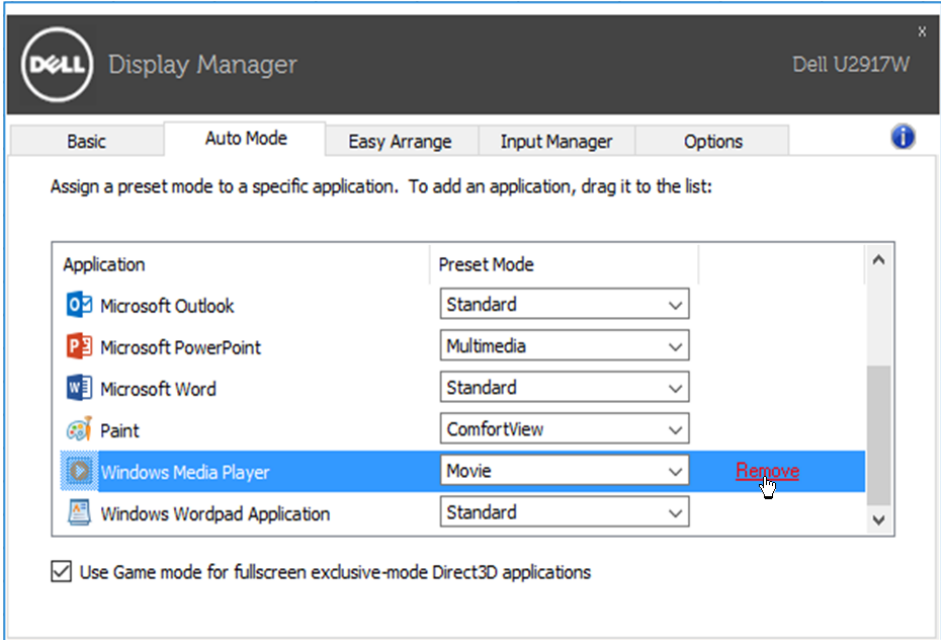 x
DELL Display Manager Dell U2917W
Basic Auto Mode Easy Arrange Input Manager Options i
Assign a preset mode to a specific application. To add an application, drag it to the list:
Application Preset Mode
Microsoft Outlook Standard
Microsoft PowerPoint Multimedia
Microsoft Word Standard
Paint ComfortView
Windows Media Player Movie Remove
Windows Wordpad Application Standard
Use Game mode for fullscreen exclusive-mode Direct3D applications